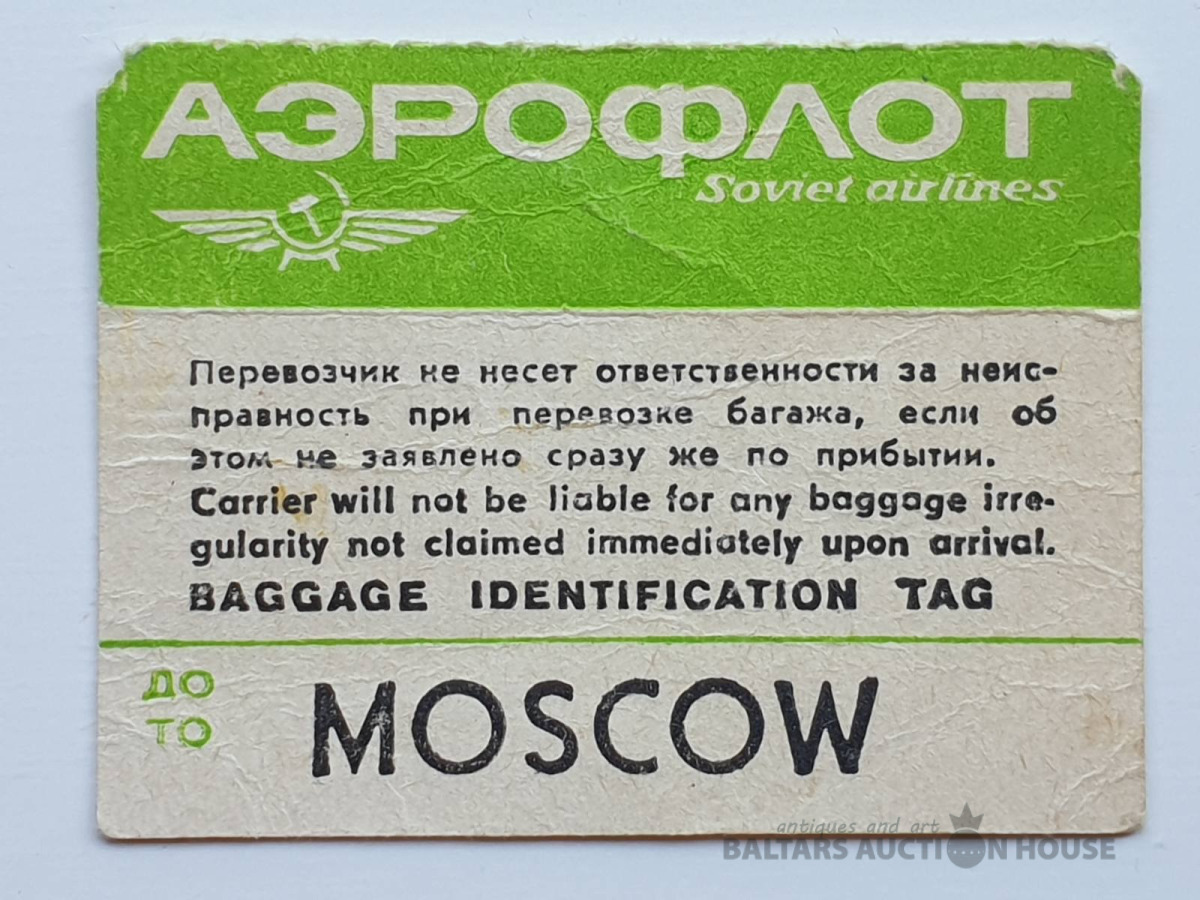 АЭРОФЛОТ
Soviet airlines
Перевозчик не несет ответственности за неис-
правность при перевозке багажа, если об
этом не заявлено сразу же по прибытии.
Carrier will not be liable for any baggage irre-
gularity not claimed immediately upon arrival.
BAGGAGE IDENTIFICATION TAG
ДО
TO
MOSCOW
antiques and art
BALTARS AUCTION HOUSE